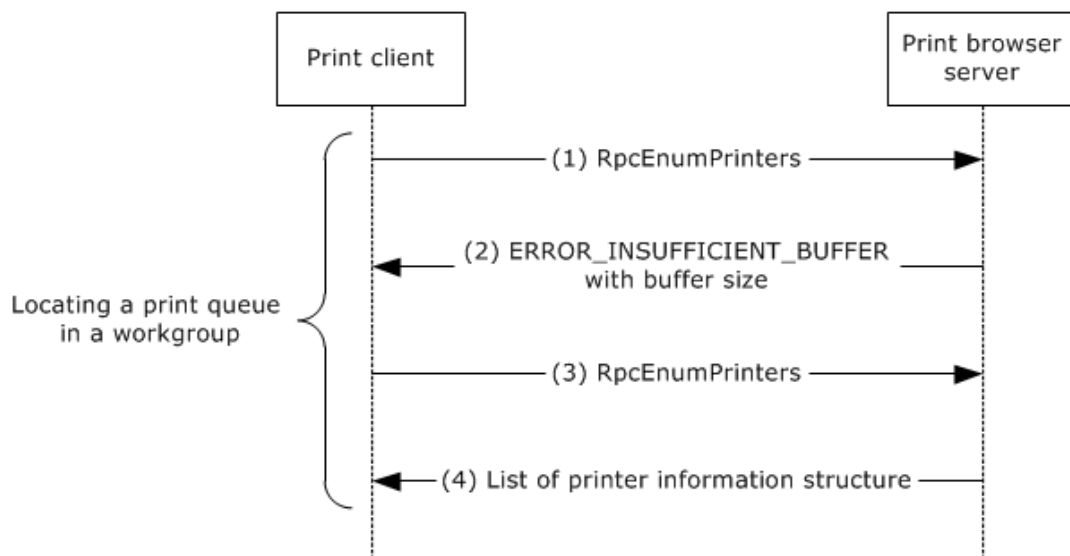 Print client
Print browser
server
(1) RpcEnumPrinters
(2) ERROR_INSUFFICIENT_BUFFER
with buffer size
Locating a print queue
in a workgroup
(3) RpcEnumPrinters
(4) List of printer information structure